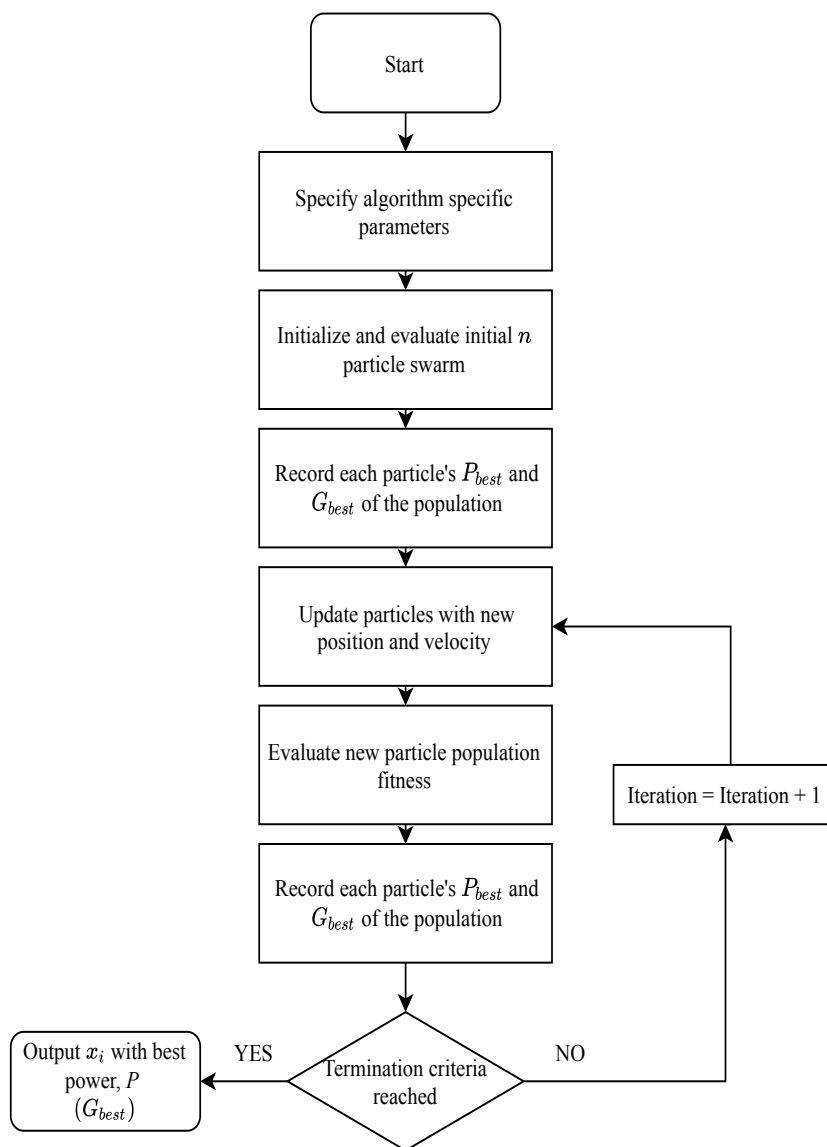 Start
Specify algorithm specific
parameters
Initialize and evaluate initial n
particle swarm
Record each particle's P_best and
G_best of the population
Update particles with new
position and velocity
Evaluate new particle population
fitness
Iteration = Iteration + 1
Record each particle's P_best and
G_best of the population
Output x_i with best
power, P
(G_best)
YES
Termination criteria
reached
NO